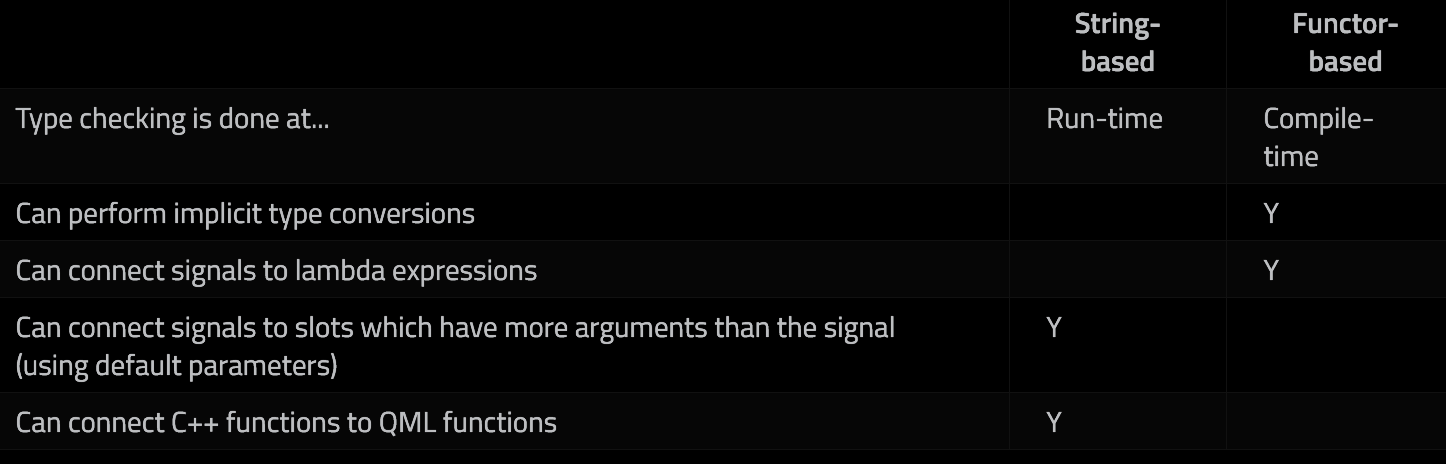 String-
based
Functor-
based
Type checking is done at...
Run-time
Compile-
time
Can perform implicit type conversions
Y
Can connect signals to lambda expressions
Y
Can connect signals to slots which have more arguments than the signal
(using default parameters)
Y
Can connect C++ functions to QML functions
Y